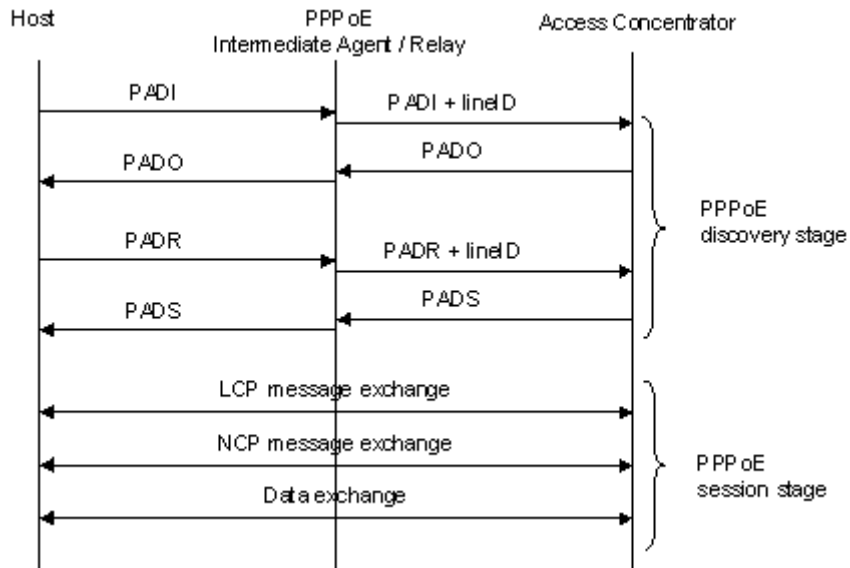 Host
PPPoE
Intermediate Agent / Relay
Access Concentrator
PADI
PADI + lineID
PADO
PADO
PADR
PADR + lineID
PADS
PADS
PPPoE
discovery stage
LCP message exchange
NCP message exchange
Data exchange
PPPoE
session stage